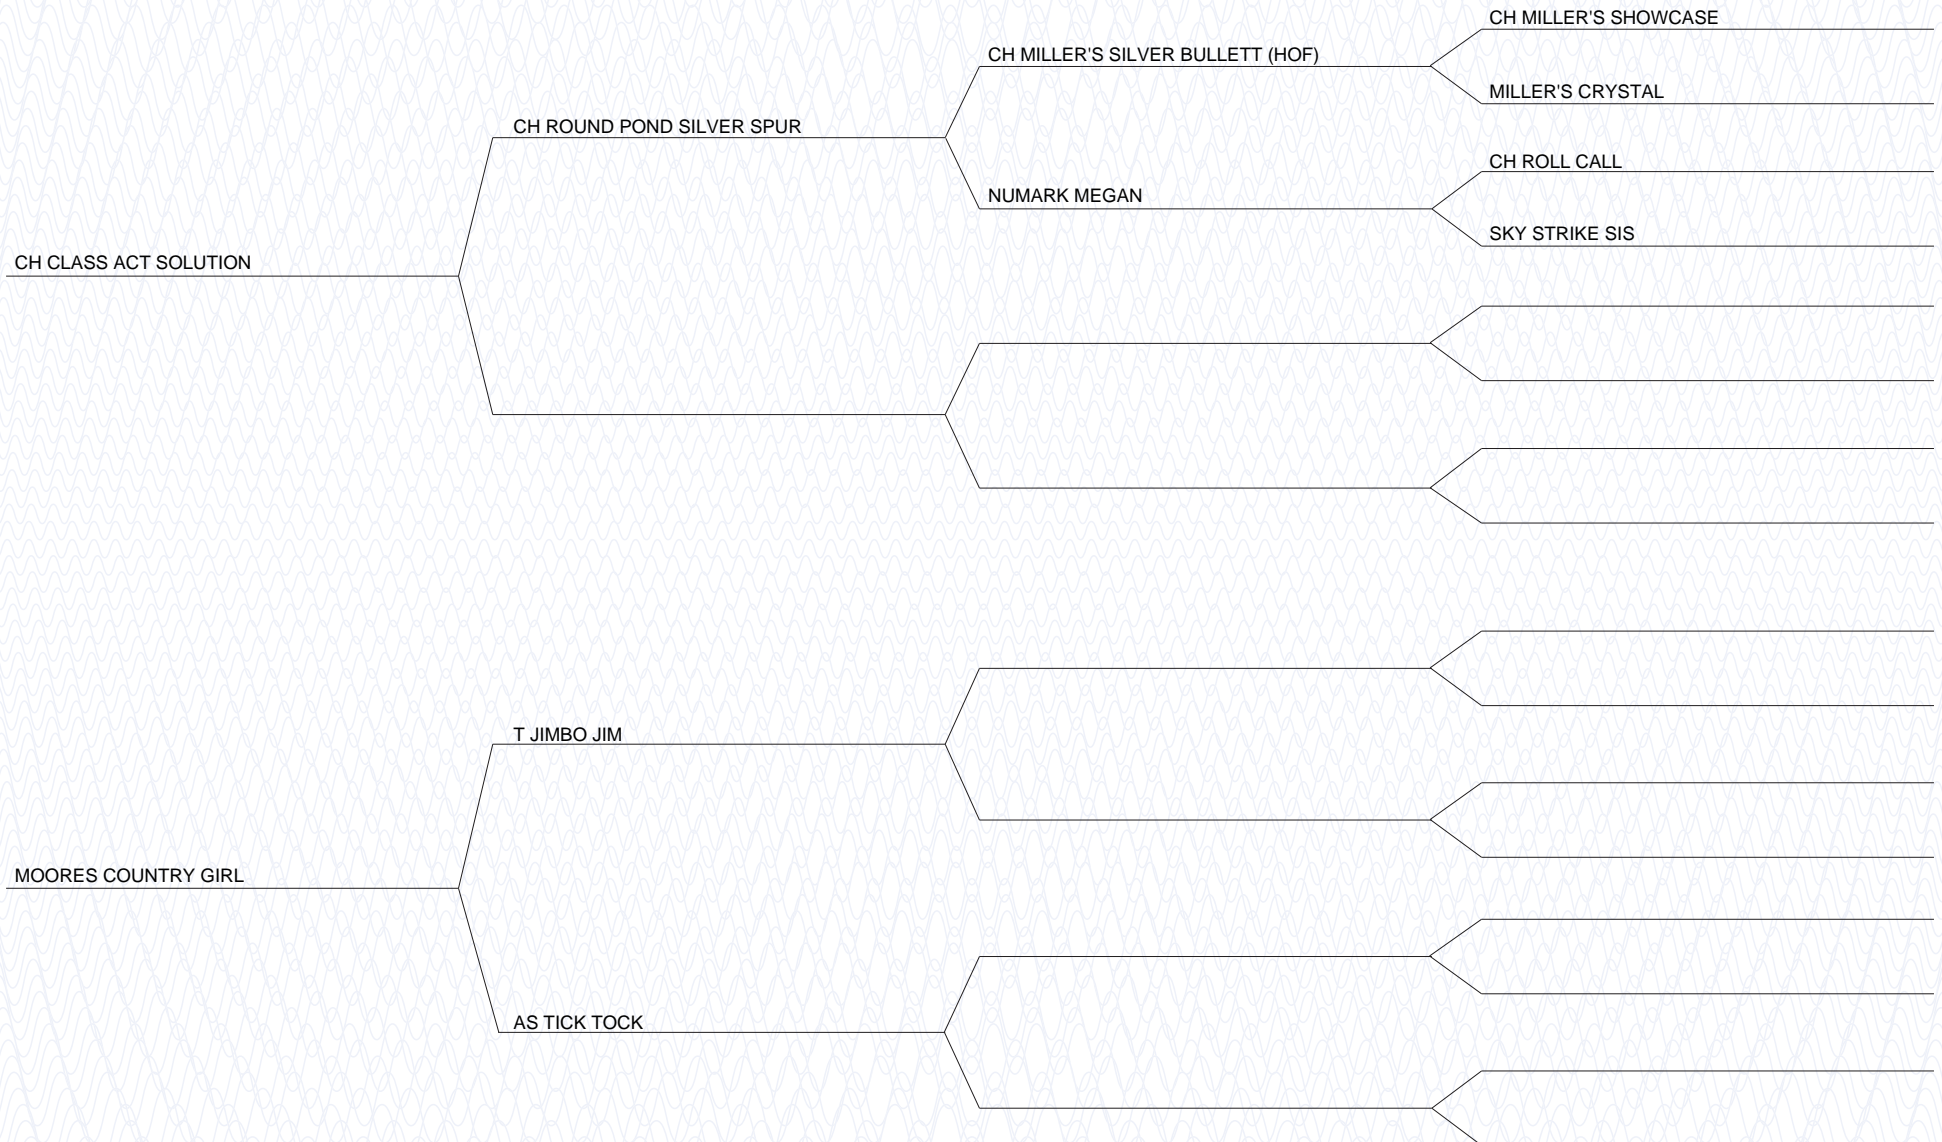 CH MILLER'S SHOWCASE
CH MILLER'S SILVER BULLETT (HOF)
MILLER'S CRYSTAL
CH ROUND POND SILVER SPUR
CH ROLL CALL
NUMARK MEGAN
SKY STRIKE SIS
CH CLASS ACT SOLUTION
T JIMBO JIM
MOORES COUNTRY GIRL
AS TICK TOCK